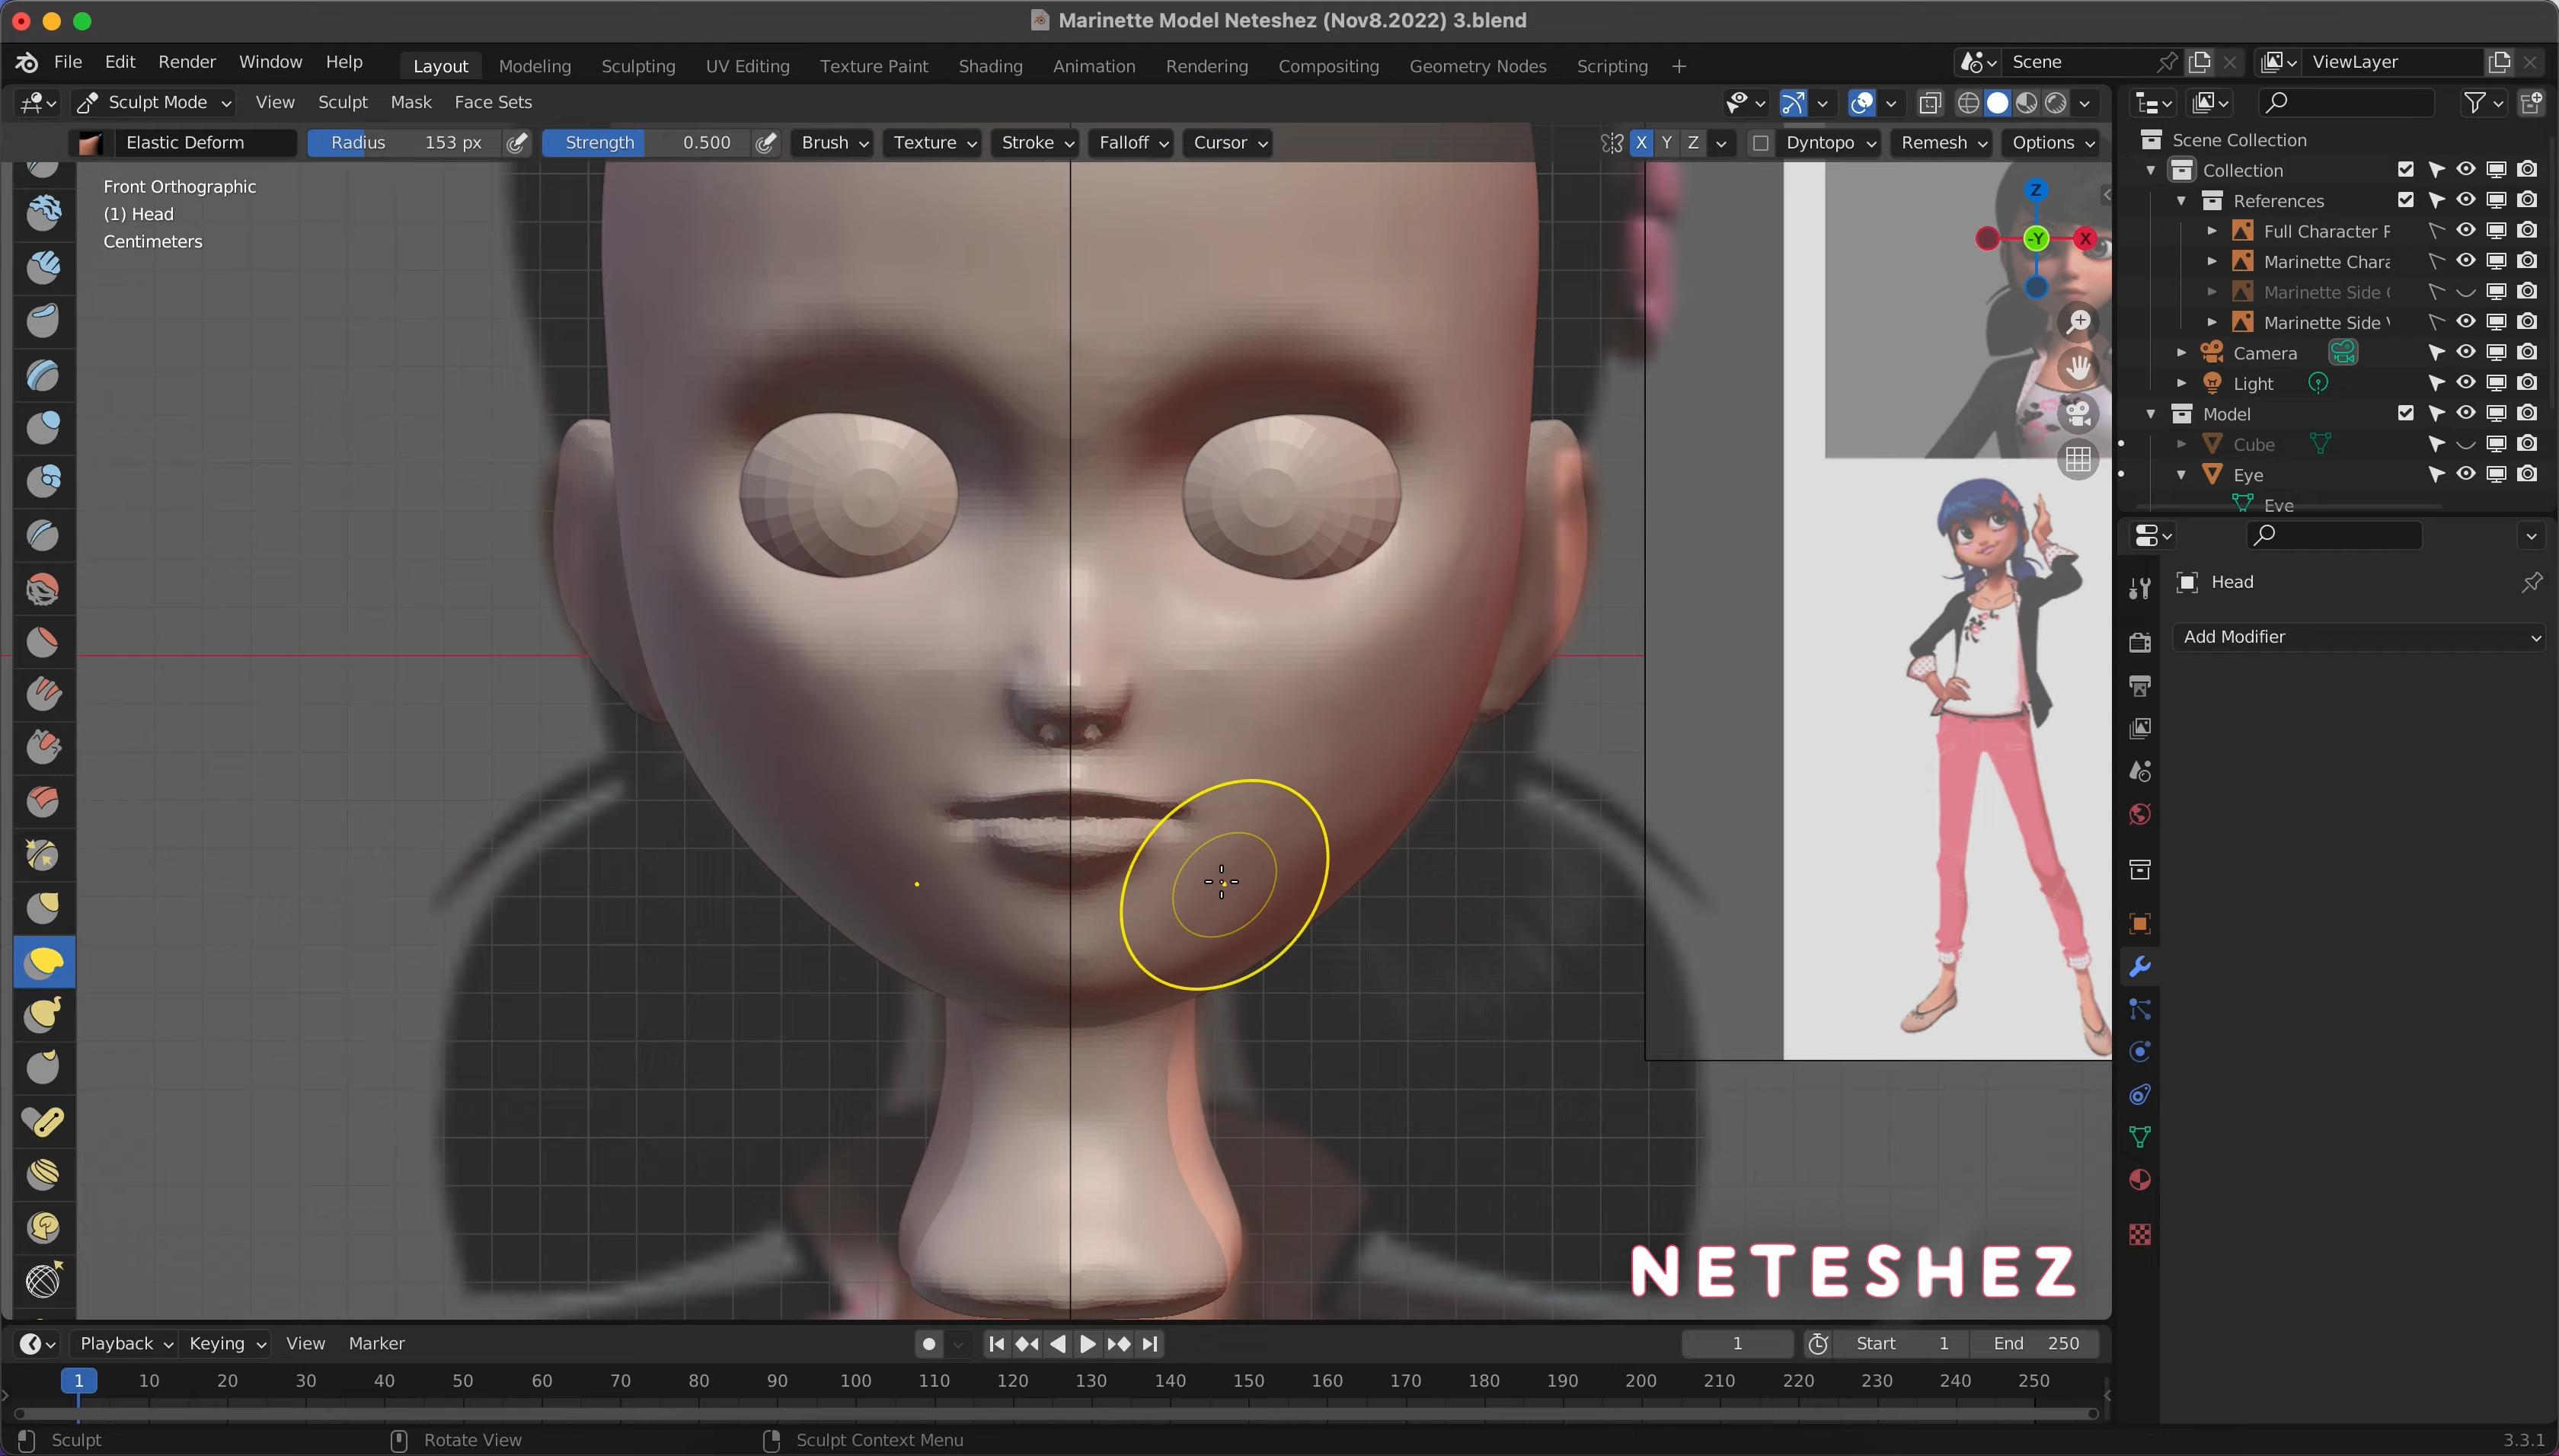 Marinette Model Neteshez (Nov8.2022) 3.blend
File Edit Render Window Help Layout Modeling Sculpting UV Editing Texture Paint Shading Animation Rendering Compositing Geometry Nodes Scripting + Scene ViewLayer
Sculpt Mode View Sculpt Mask Face Sets
Elastic Deform Radius 153 px Strength 0.500 Brush Texture Stroke Falloff Cursor X Y Z Dyntopo Remesh Options
Front Orthographic
(1) Head
Centimeters
Z
-Y X
Scene Collection
Collection
References
Full Character
Marinette Chara
Marinette Side
Marinette Side
Camera
Light
Model
Cube
Eye
Eye
Head
Add Modifier
NETESHEZ
Playback Keying View Marker 1 Start 1 End 250
1 10 20 30 40 50 60 70 80 90 100 110 120 130 140 150 160 170 180 190 200 210 220 230 240 250
Sculpt Rotate View Sculpt Context Menu 3.3.1